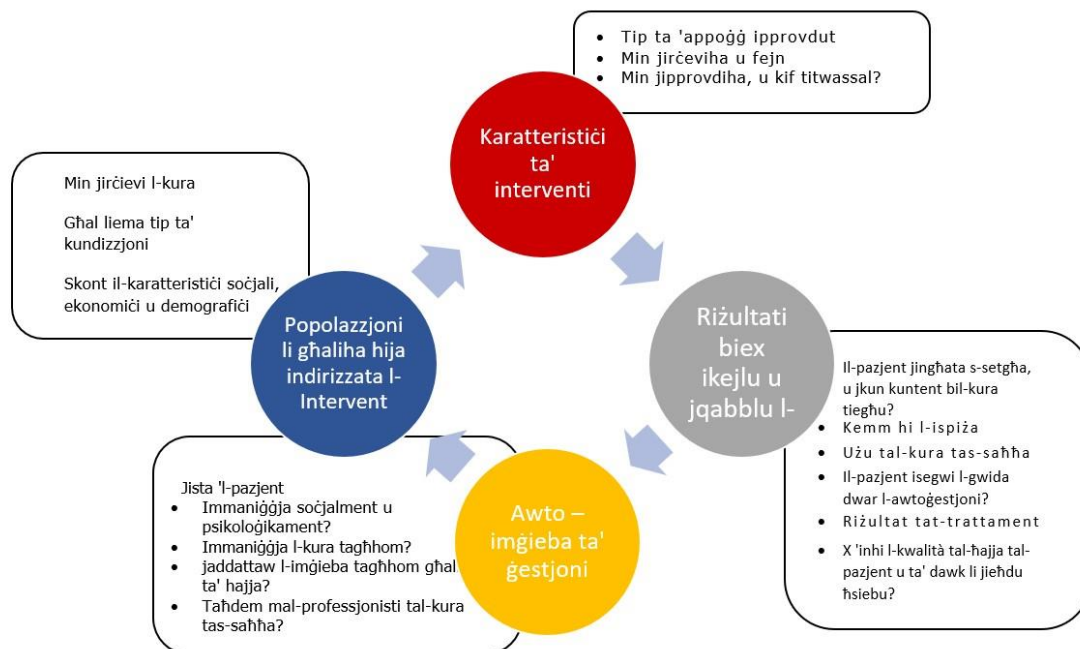 • Tip ta 'appoġġ ipprovdut
• Min jirċeviha u fejn
• Min jipprovdiha, u kif titwassal?
Karatteristiċi
ta'
interventi
Min jirċievi l-kura
Għal liema tip ta'
kundizzjoni
Skont il-karatteristiċi soċjali,
ekonomiċi u demografiċi
Popolazzjoni
li għaliha hija
indirizzata l-
Intervent
Riżultati
biex
ikejlu u
jqabblu l-
Il-pazjent jingħata s-setgħa,
u jkun kuntent bil-kura
tiegħu?
• Kemm hi l-ispiża
• Użu tal-kura tas-saħħa
• Il-pazjent isegwi l-gwida
dwar l-awtoġestjoni?
• Riżultat tat-trattament
• X 'inhi l-kwalità tal-ħajja tal-
pazjent u ta' dawk li jieħdu
ħsiebu?
Jista 'l-pazjent
• Immaniġġja soċjalment u
psikoloġikament?
• Immaniġġja l-kura tagħhom?
• jaddattaw l-imġieba tagħhom għal
ta' hajja?
• Taħdem mal-professjonisti tal-kura
tas-saħħa?
Awto –
imġieba ta'
ġestjoni